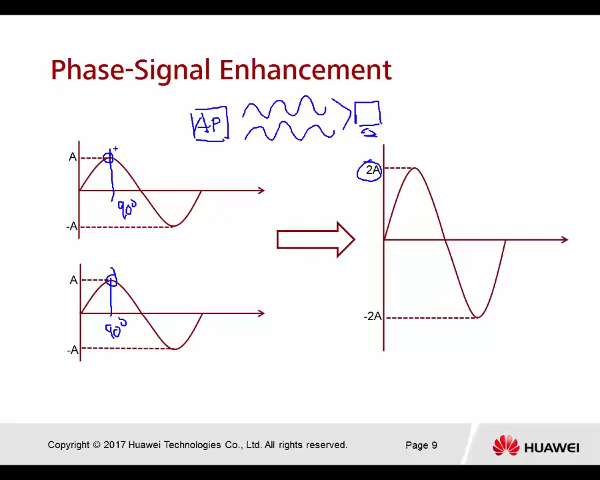 Phase-Signal Enhancement
AP
A
90°
-A
A
90°
-A
2A
-2A
Copyright © 2017 Huawei Technologies Co., Ltd. All rights reserved.
Page 9
HUAWEI